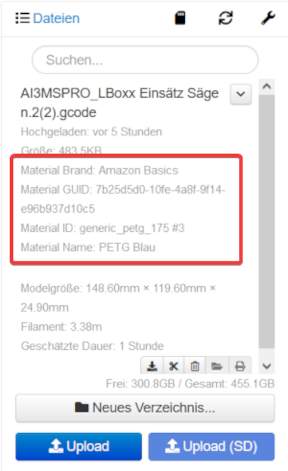 Dateien
Suchen...
AI3MSPRO_LBoxx Einsätz Säge
n.2(2).gcode
Hochgeladen: vor 5 Stunden
Größe: 483.5KB
Material Brand: Amazon Basics
Material GUID: 7b25d5d0-10fe-4a8f-9f14-
e96b937d10c5
Material ID: generic_petg_175 #3
Material Name: PETG Blau
Modelgröße: 148.60mm × 119.60mm ×
24.90mm
Filament: 3.38m
Geschätzte Dauer: 1 Stunde
Frei: 300.8GB / Gesamt: 455.1GB
Neues Verzeichnis...
Upload
Upload (SD)